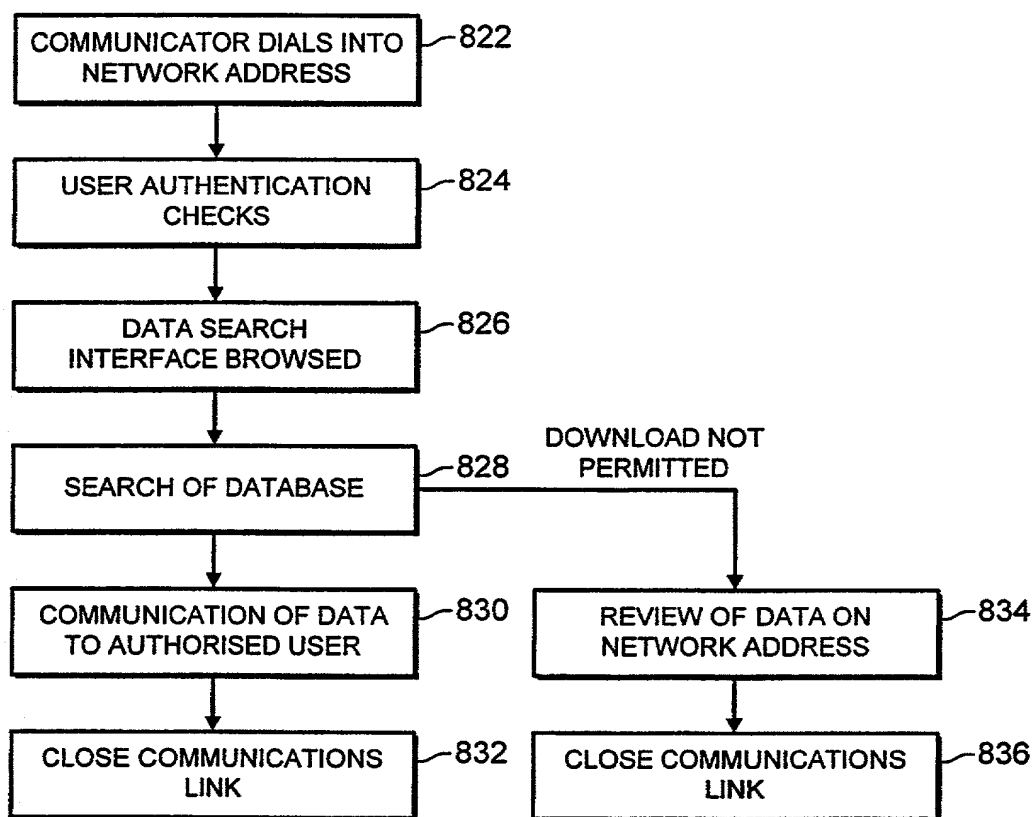 COMMUNICATOR DIALS INTO
NETWORK ADDRESS
822
USER AUTHENTICATION
CHECKS
824
DATA SEARCH
INTERFACE BROWSED
826
SEARCH OF DATABASE
828
DOWNLOAD NOT
PERMITTED
COMMUNICATION OF DATA
TO AUTHORISED USER
830
REVIEW OF DATA ON
NETWORK ADDRESS
834
CLOSE COMMUNICATIONS
LINK
832
CLOSE COMMUNICATIONS
LINK
836